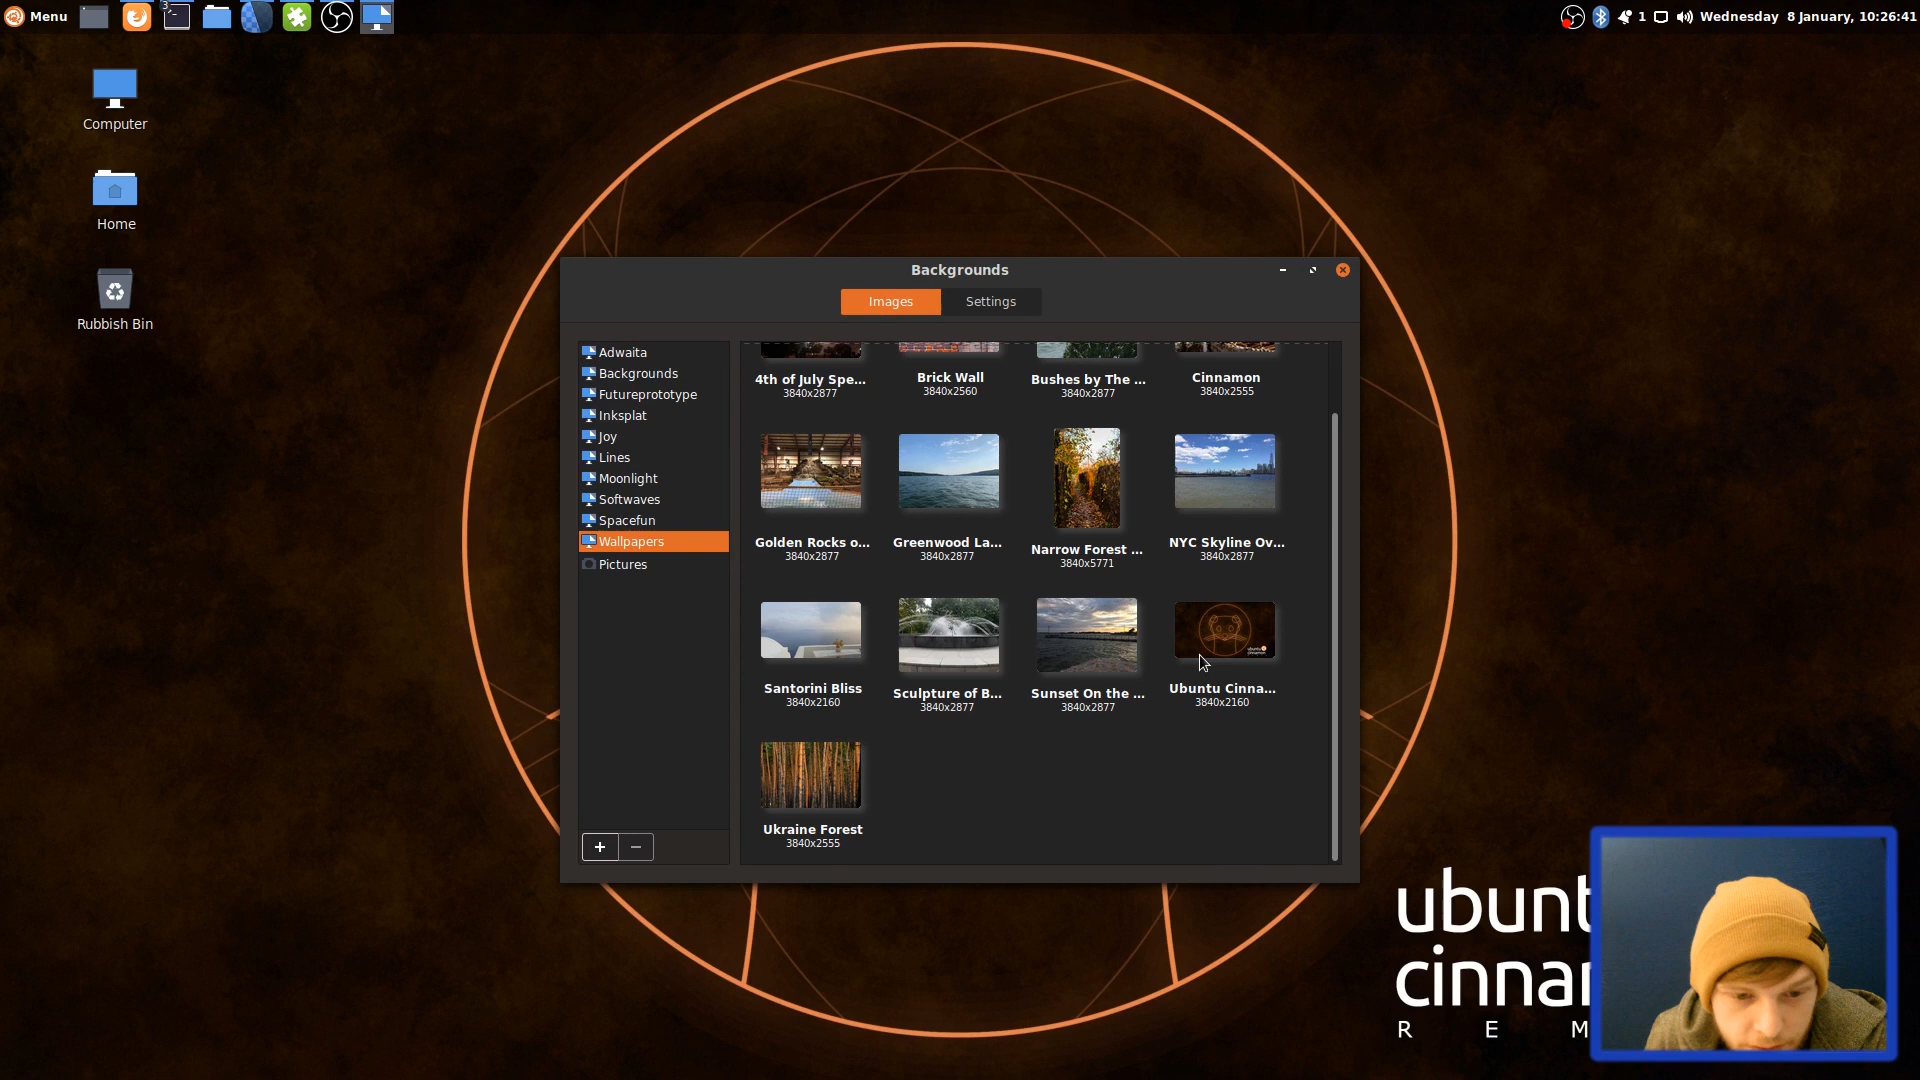 Menu
3
1
Wednesday 8 January, 10:26:41
Computer
Home
Rubbish Bin
Backgrounds
Images
Settings
Adwaita
Backgrounds
Futureprototype
Inksplat
Joy
Lines
Moonlight
Softwaves
Spacefun
Wallpapers
Pictures
4th of July Spe...
3840x2877
Brick Wall
3840x2560
Bushes by The ...
3840x2877
Cinnamon
3840x2555
Golden Rocks o...
3840x2877
Greenwood La...
3840x2877
Narrow Forest ...
3840x5771
NYC Skyline Ov...
3840x2877
Santorini Bliss
3840x2160
Sculpture of B...
3840x2877
Sunset On the ...
3840x2877
ubuntu
cinnamon
Ubuntu Cinna...
3840x2160
Ukraine Forest
3840x2555
+
−
ubunt
cinnar
R E M